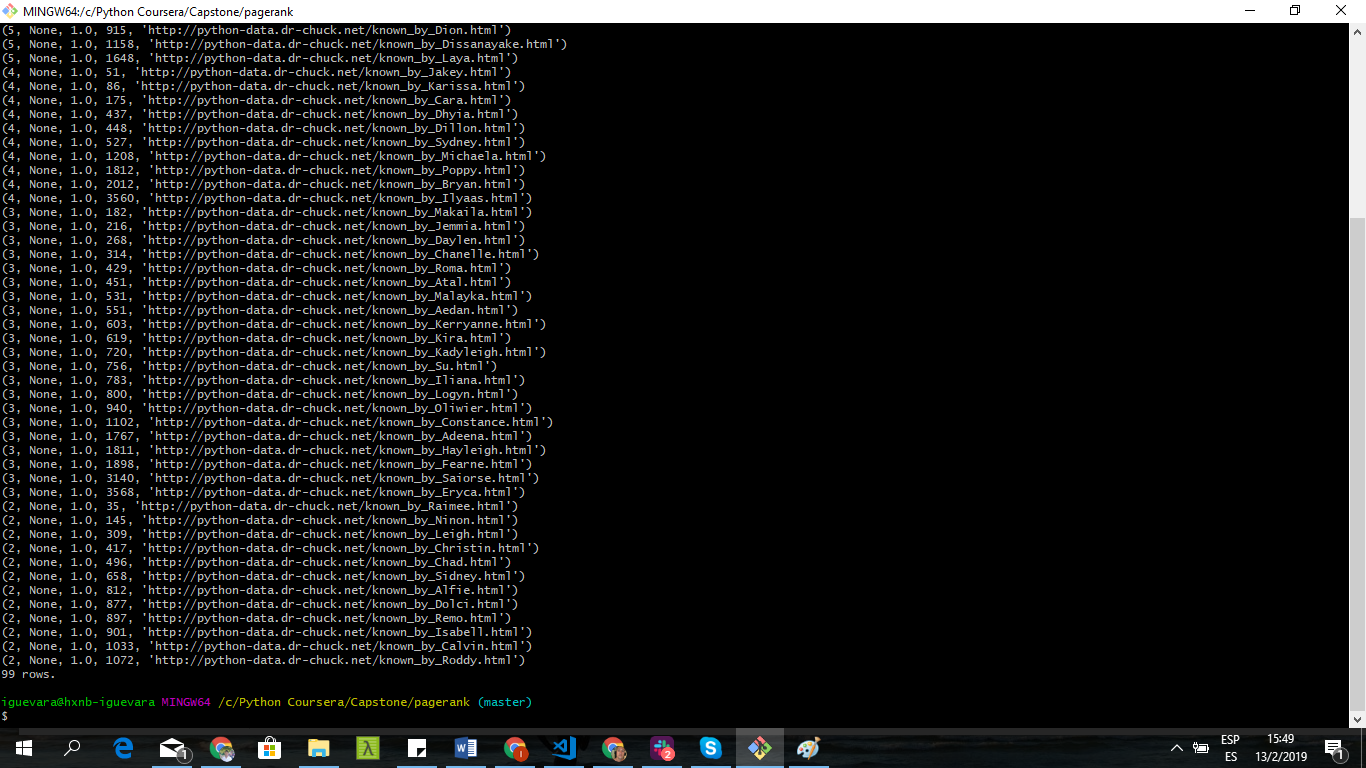 MINGW64:/c/Python Coursera/Capstone/pagerank
(5, None, 1.0, 915, 'http://python-data.dr-chuck.net/known_by_Dion.html')
(5, None, 1.0, 1158, 'http://python-data.dr-chuck.net/known_by_Dissanayake.html')
(5, None, 1.0, 1648, 'http://python-data.dr-chuck.net/known_by_Laya.html')
(4, None, 1.0, 51, 'http://python-data.dr-chuck.net/known_by_Jakey.html')
(4, None, 1.0, 86, 'http://python-data.dr-chuck.net/known_by_Karissa.html')
(4, None, 1.0, 175, 'http://python-data.dr-chuck.net/known_by_Cara.html')
(4, None, 1.0, 437, 'http://python-data.dr-chuck.net/known_by_Dhyia.html')
(4, None, 1.0, 448, 'http://python-data.dr-chuck.net/known_by_Dillon.html')
(4, None, 1.0, 527, 'http://python-data.dr-chuck.net/known_by_Sydney.html')
(4, None, 1.0, 1208, 'http://python-data.dr-chuck.net/known_by_Michaela.html')
(4, None, 1.0, 1812, 'http://python-data.dr-chuck.net/known_by_Poppy.html')
(4, None, 1.0, 2012, 'http://python-data.dr-chuck.net/known_by_Bryan.html')
(4, None, 1.0, 3560, 'http://python-data.dr-chuck.net/known_by_Ilyaas.html')
(3, None, 1.0, 182, 'http://python-data.dr-chuck.net/known_by_Makaila.html')
(3, None, 1.0, 216, 'http://python-data.dr-chuck.net/known_by_Jemmia.html')
(3, None, 1.0, 268, 'http://python-data.dr-chuck.net/known_by_Daylen.html')
(3, None, 1.0, 314, 'http://python-data.dr-chuck.net/known_by_Chanelle.html')
(3, None, 1.0, 429, 'http://python-data.dr-chuck.net/known_by_Roma.html')
(3, None, 1.0, 451, 'http://python-data.dr-chuck.net/known_by_Atal.html')
(3, None, 1.0, 531, 'http://python-data.dr-chuck.net/known_by_Malayka.html')
(3, None, 1.0, 551, 'http://python-data.dr-chuck.net/known_by_Aedan.html')
(3, None, 1.0, 603, 'http://python-data.dr-chuck.net/known_by_Kerryanne.html')
(3, None, 1.0, 619, 'http://python-data.dr-chuck.net/known_by_Kira.html')
(3, None, 1.0, 720, 'http://python-data.dr-chuck.net/known_by_Kadyleigh.html')
(3, None, 1.0, 756, 'http://python-data.dr-chuck.net/known_by_Su.html')
(3, None, 1.0, 783, 'http://python-data.dr-chuck.net/known_by_Iliana.html')
(3, None, 1.0, 800, 'http://python-data.dr-chuck.net/known_by_Logyn.html')
(3, None, 1.0, 940, 'http://python-data.dr-chuck.net/known_by_Oliwier.html')
(3, None, 1.0, 1102, 'http://python-data.dr-chuck.net/known_by_Constance.html')
(3, None, 1.0, 1767, 'http://python-data.dr-chuck.net/known_by_Adeena.html')
(3, None, 1.0, 1811, 'http://python-data.dr-chuck.net/known_by_Hayleigh.html')
(3, None, 1.0, 1898, 'http://python-data.dr-chuck.net/known_by_Fearne.html')
(3, None, 1.0, 3140, 'http://python-data.dr-chuck.net/known_by_Saiorse.html')
(3, None, 1.0, 3568, 'http://python-data.dr-chuck.net/known_by_Eryca.html')
(2, None, 1.0, 35, 'http://python-data.dr-chuck.net/known_by_Raimee.html')
(2, None, 1.0, 145, 'http://python-data.dr-chuck.net/known_by_Ninon.html')
(2, None, 1.0, 309, 'http://python-data.dr-chuck.net/known_by_Leigh.html')
(2, None, 1.0, 417, 'http://python-data.dr-chuck.net/known_by_Christin.html')
(2, None, 1.0, 496, 'http://python-data.dr-chuck.net/known_by_Chad.html')
(2, None, 1.0, 658, 'http://python-data.dr-chuck.net/known_by_Sidney.html')
(2, None, 1.0, 812, 'http://python-data.dr-chuck.net/known_by_Alfie.html')
(2, None, 1.0, 877, 'http://python-data.dr-chuck.net/known_by_Dolci.html')
(2, None, 1.0, 897, 'http://python-data.dr-chuck.net/known_by_Remo.html')
(2, None, 1.0, 901, 'http://python-data.dr-chuck.net/known_by_Isabell.html')
(2, None, 1.0, 1033, 'http://python-data.dr-chuck.net/known_by_Calvin.html')
(2, None, 1.0, 1072, 'http://python-data.dr-chuck.net/known_by_Roddy.html')
99 rows.
iguevara@hxnb-iguevara MINGW64 /c/Python Coursera/Capstone/pagerank (master)
$
ESP 15:49
ES 13/2/2019